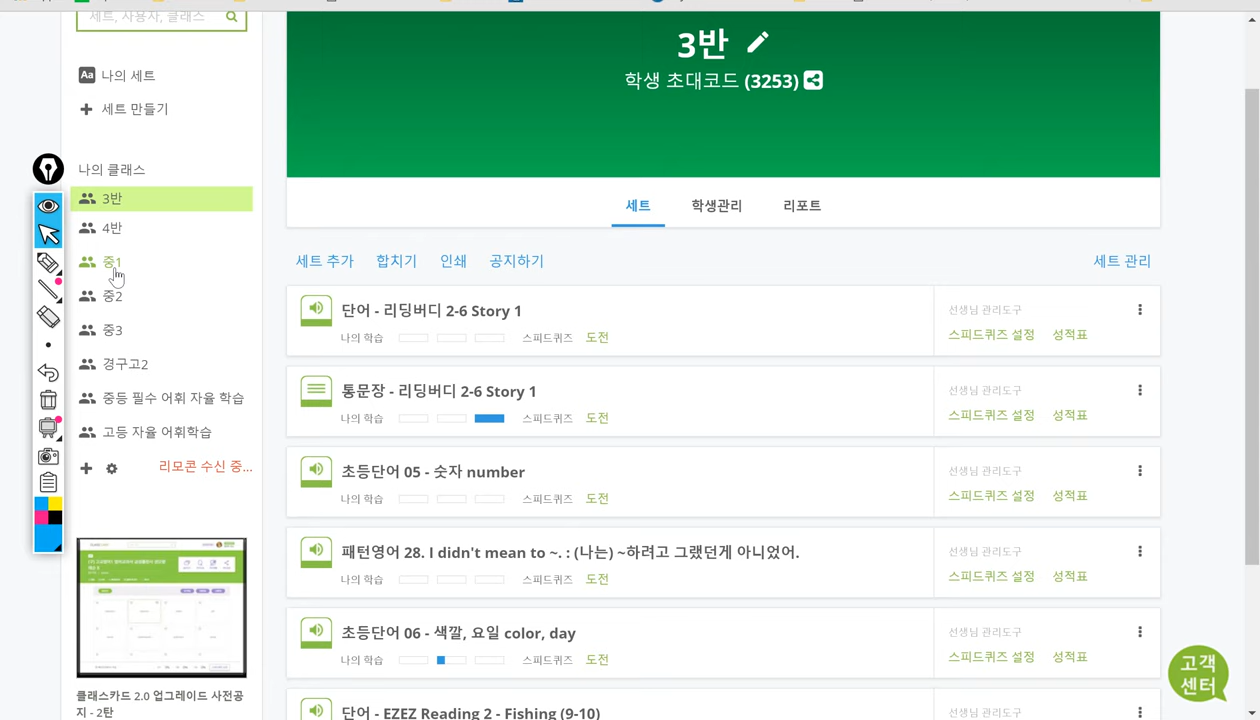 세트, 사용자, 클래스
Aa 나의 세트
세트 만들기
나의 클래스
3반
4반
중1
중2
중3
경구고2
중등 필수 어휘 자율 학습
고등 자율 어휘학습
리모콘 수신 중...
클래스카드 2.0 업그레이드 사전공
지 - 2탄
3반
학생 초대코드 (3253)
세트 학생관리 리포트
세트 추가 합치기 인쇄 공지하기 세트 관리
단어 - 리딩버디 2-6 Story 1
나의 학습 스피드퀴즈 도전
선생님 관리도구
스피드퀴즈 설정 성적표
통문장 - 리딩버디 2-6 Story 1
나의 학습 스피드퀴즈 도전
선생님 관리도구
스피드퀴즈 설정 성적표
초등단어 05 - 숫자 number
나의 학습 스피드퀴즈 도전
선생님 관리도구
스피드퀴즈 설정 성적표
패턴영어 28. I didn't mean to ~. : (나는) ~하려고 그랬던게 아니었어.
나의 학습 스피드퀴즈 도전
선생님 관리도구
스피드퀴즈 설정 성적표
초등단어 06 - 색깔, 요일 color, day
나의 학습 스피드퀴즈 도전
선생님 관리도구
스피드퀴즈 설정 성적표
단어 - EZEZ Reading 2 - Fishing (9-10)
선생님 관리도구
고객
센터